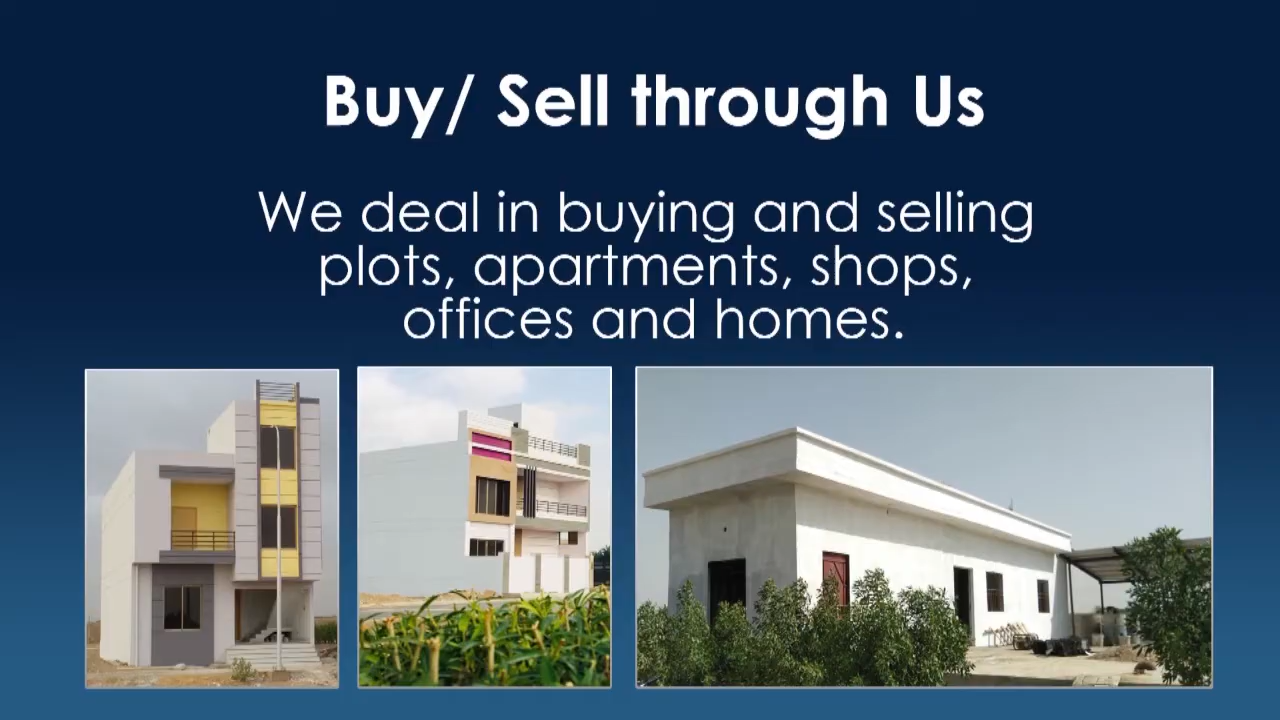 Buy/ Sell through Us
We deal in buying and selling
plots, apartments, shops,
offices and homes.